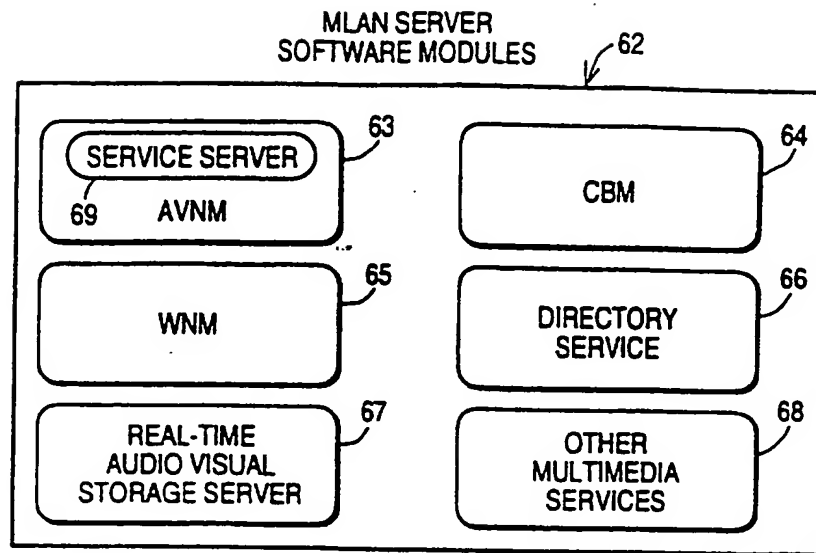 MLAN SERVER
SOFTWARE MODULES
62
SERVICE SERVER
63
69
AVNM
CBM
64
WNM
65
DIRECTORY
SERVICE
66
REAL-TIME
AUDIO VISUAL
STORAGE SERVER
67
OTHER
MULTIMEDIA
SERVICES
68